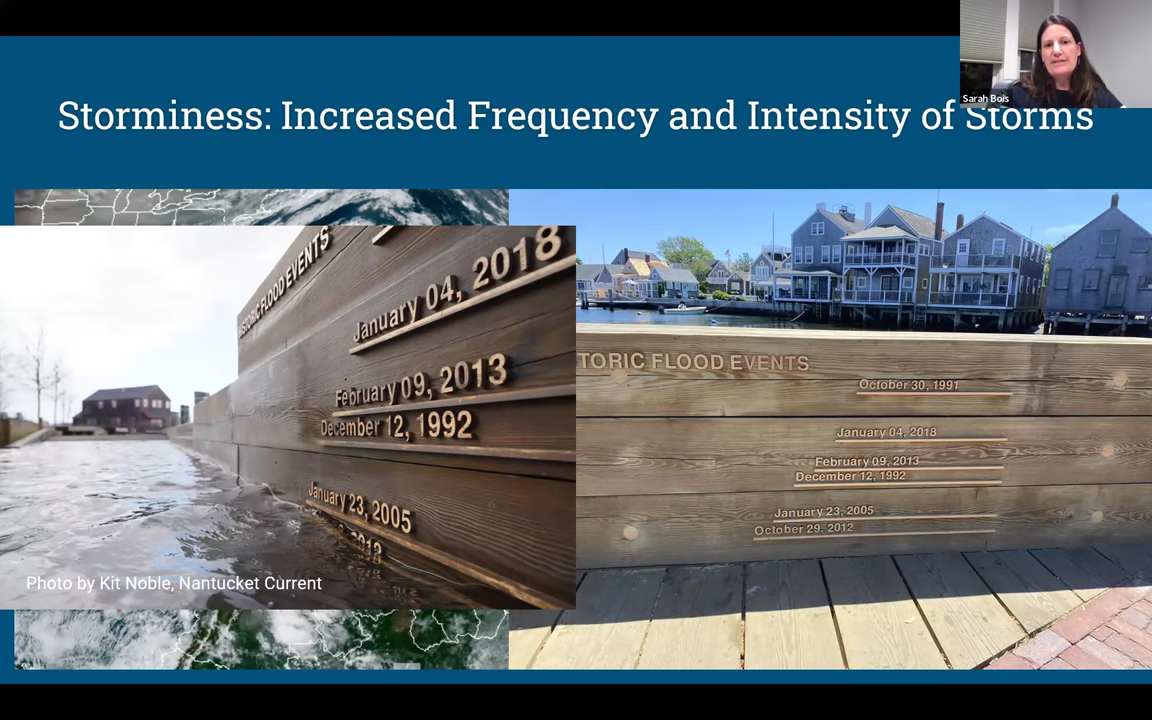 Sarah Bois
Storminess: Increased Frequency and Intensity of Storms
HISTORIC FLOOD EVENTS
January 04, 2018
February 09, 2013
December 12, 1992
January 23, 2005
2012
Photo by Kit Noble, Nantucket Current
TORIC FLOOD EVENTS
October 30, 1991
January 04, 2018
February 09, 2013
December 12, 1992
January 23, 2005
October 29, 2012